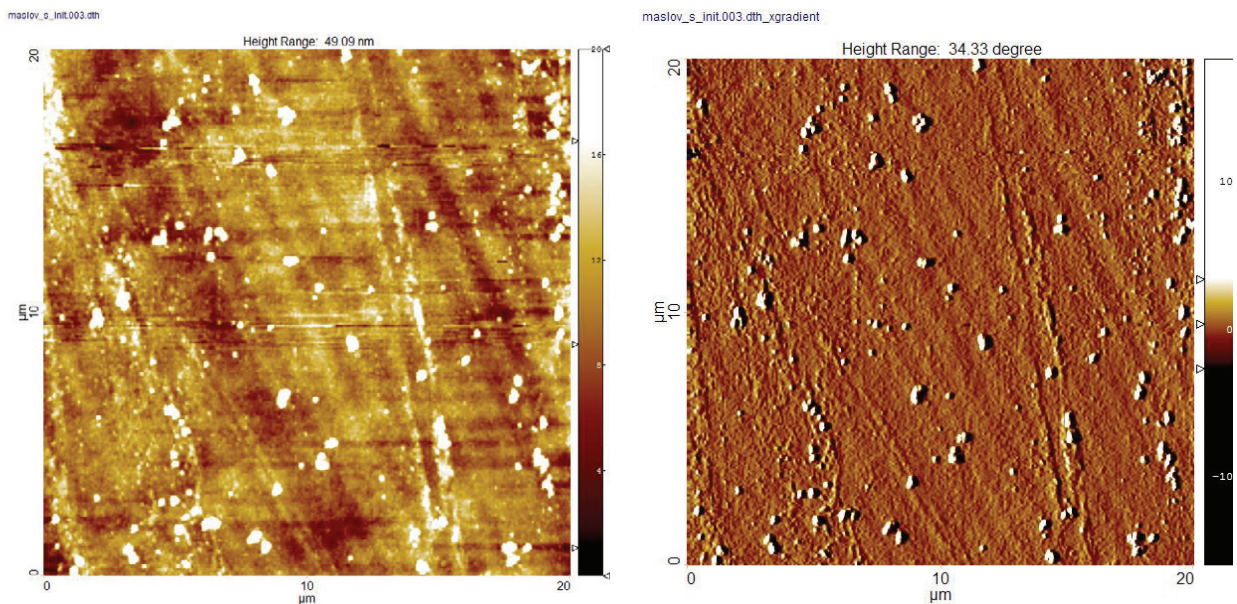 maslov_s_init.003.dth
Height Range: 49.09 nm
20
10
0
µm
0
10
20
µm
20
16
12
8
4
0
maslov_s_init.003.dth_xgradient
Height Range: 34.33 degree
20
10
0
µm
0
10
20
µm
10
0
-10